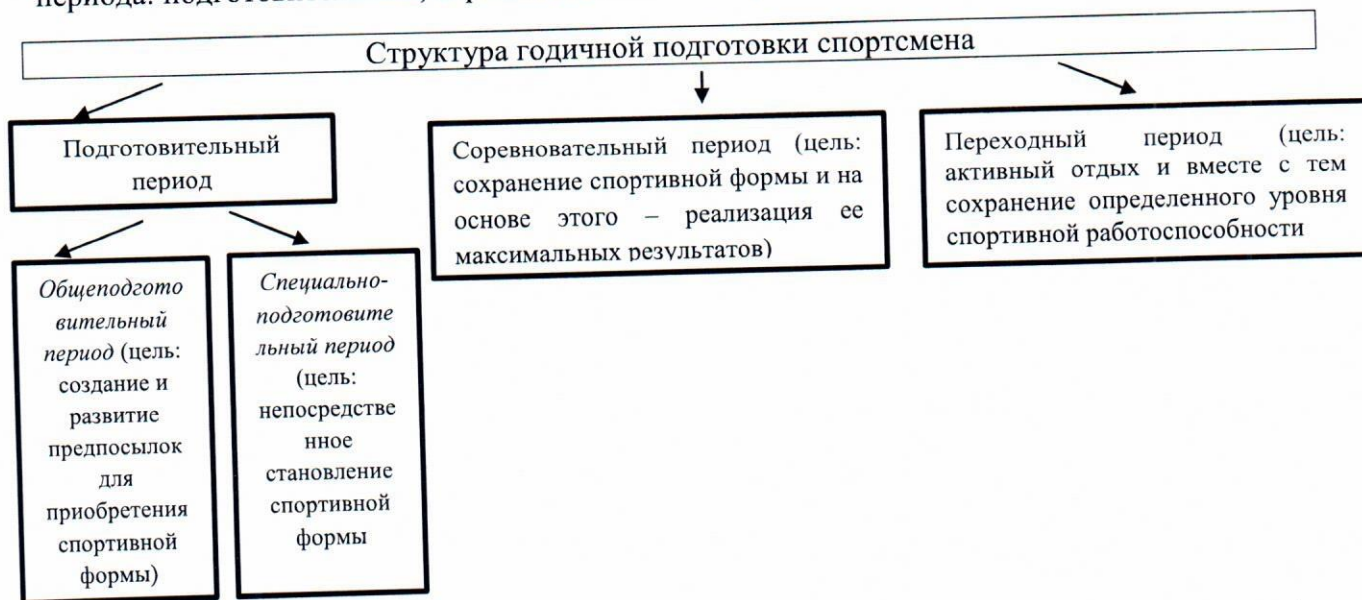 периода:
Структура годичной подготовки спортсмена
Подготовительный
период
Соревновательный период (цель:
сохранение спортивной формы и на
основе этого – реализация ее
максимальных результатов)
Переходный период (цель:
активный отдых и вместе с тем
сохранение определенного уровня
спортивной работоспособности
Общеподгото
вительный
период (цель:
создание и
развитие
предпосылок
для
приобретения
спортивной
формы)
Специально-
подготовите
льный период
(цель:
непосредстве
нное
становление
спортивной
формы